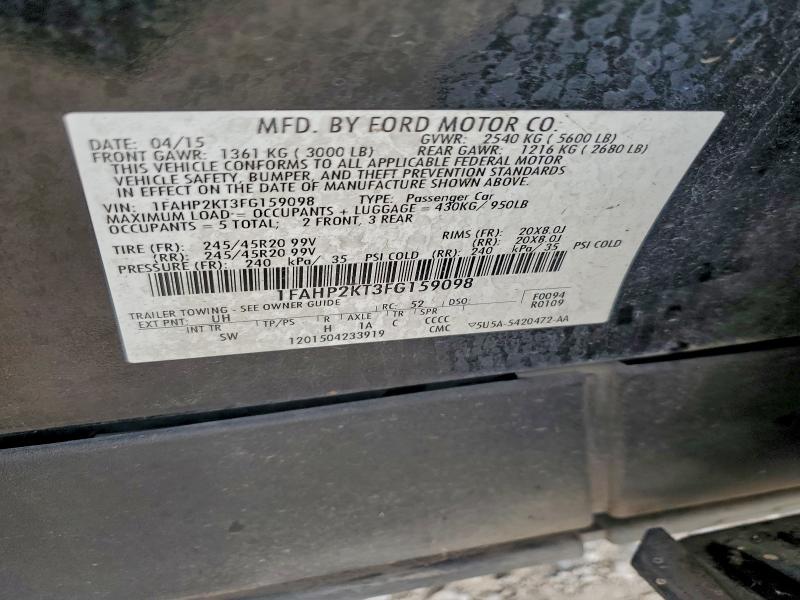 MFD. BY FORD MOTOR CO.
DATE: 04/15 GVWR: 2540 KG ( 5600 LB)
FRONT GAWR: 1361 KG ( 3000 LB) REAR GAWR: 1216 KG ( 2680 LB)
THIS VEHICLE CONFORMS TO ALL APPLICABLE FEDERAL MOTOR
VEHICLE SAFETY, BUMPER, AND THEFT PREVENTION STANDARDS
IN EFFECT ON THE DATE OF MANUFACTURE SHOWN ABOVE.
VIN: 1FAHP2KT3FG159098 TYPE: Passenger Car
MAXIMUM LOAD = OCCUPANTS + LUGGAGE = 430KG/ 950LB
OCCUPANTS = 5 TOTAL; 2 FRONT, 3 REAR
TIRE (FR): 245/45R20 99V RIMS (FR): 20X8.0J
(RR): 245/45R20 99V (RR): 20X8.0J
PRESSURE (FR): 240 kPa/ 35 PSI COLD (RR): 240 kPa/ 35 PSI COLD
1FAHP2KT3FG159098
TRAILER TOWING - SEE OWNER GUIDE RC: 52 DSO: F0094
EXT PNT: UH R AXLE TR SPR R0109
INT TR TP/PS H 1A C CCCC
SW CMC
1201504233919 5U5A-5420472-AA